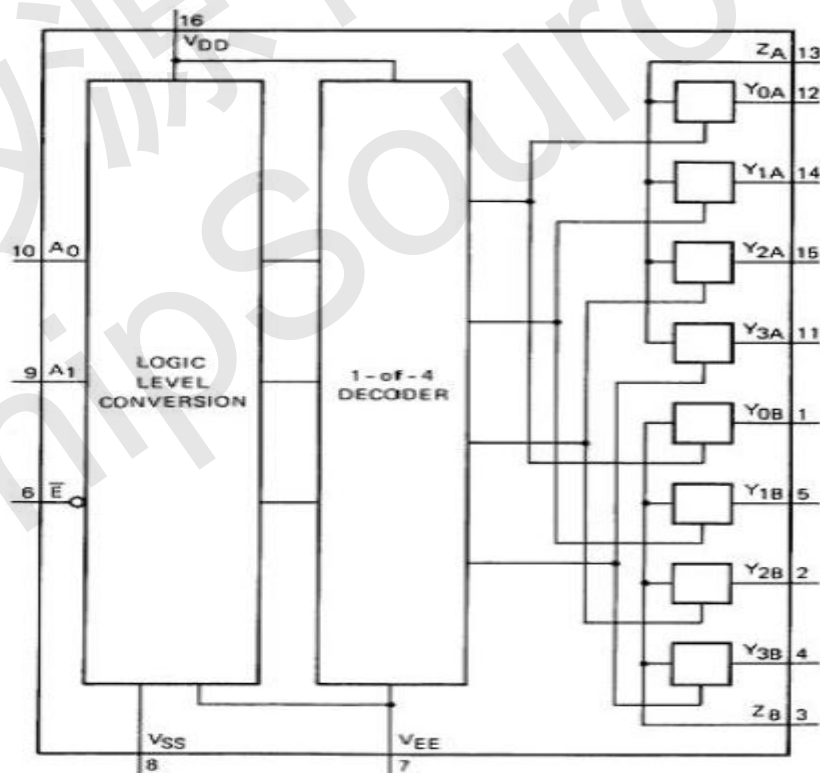 16
VDD
ZA 13
Y0A 12
Y1A 14
10 A0
Y2A 15
Y3A 11
9 A1
LOGIC
LEVEL
CONVERSION
1-of-4
DECODER
Y0B 1
6 E̅
Y1B 5
Y2B 2
Y3B 4
ZB 3
VSS
VEE
8
7